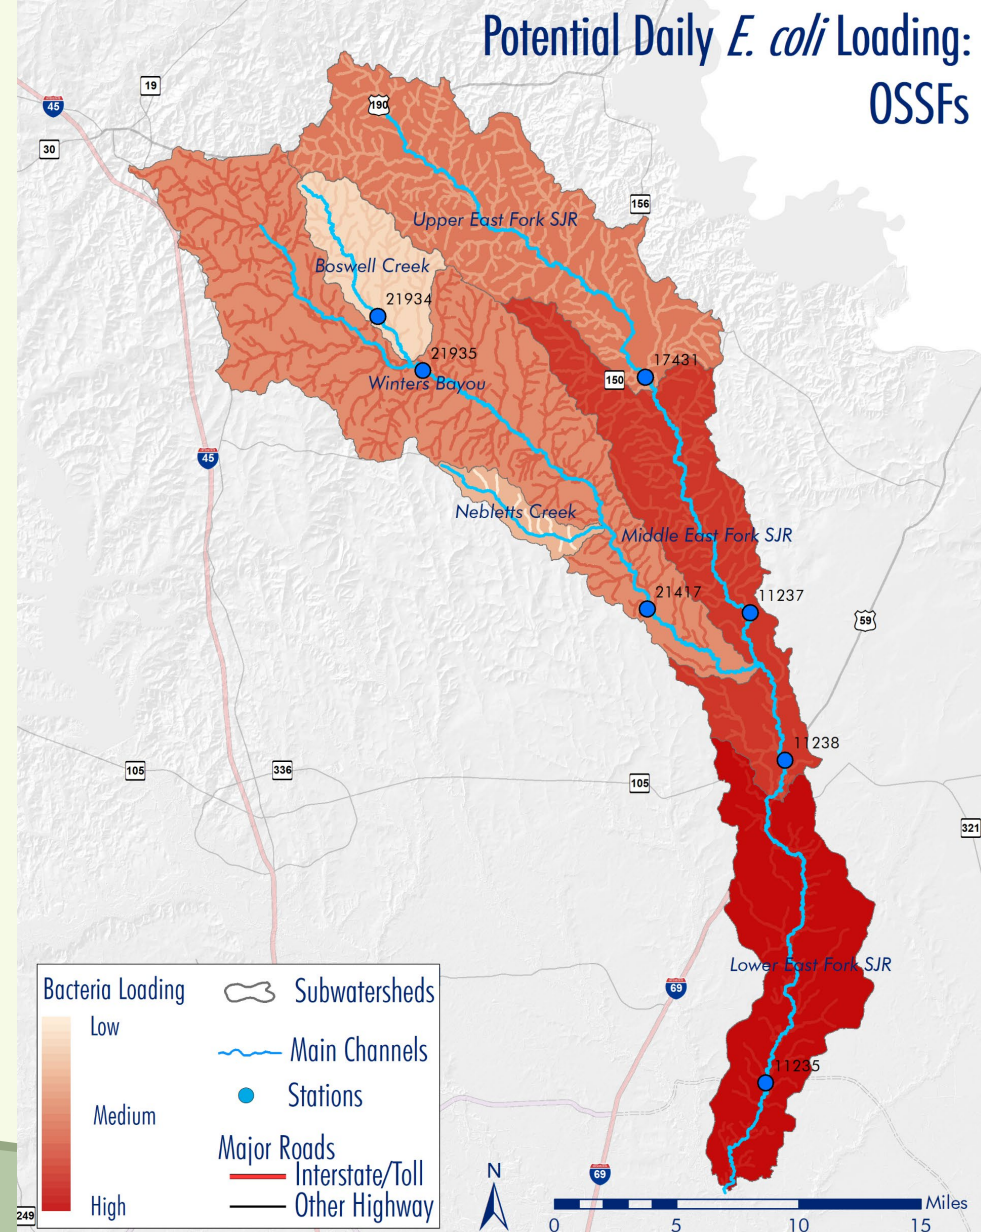 Potential Daily E. coli Loading:
OSSFs
19
45
190
30
156
Upper East Fork SJR
Boswell Creek
21934
21935
17431
150
Winters Bayou
45
Nebletts Creek
Middle East Fork SJR
21417
11237
59
11238
105
336
105
321
Lower East Fork SJR
69
11235
69
249
Bacteria Loading
Low
Medium
High
Subwatersheds
Main Channels
Stations
Major Roads
Interstate/Toll
Other Highway
N
Miles
0 5 10 15